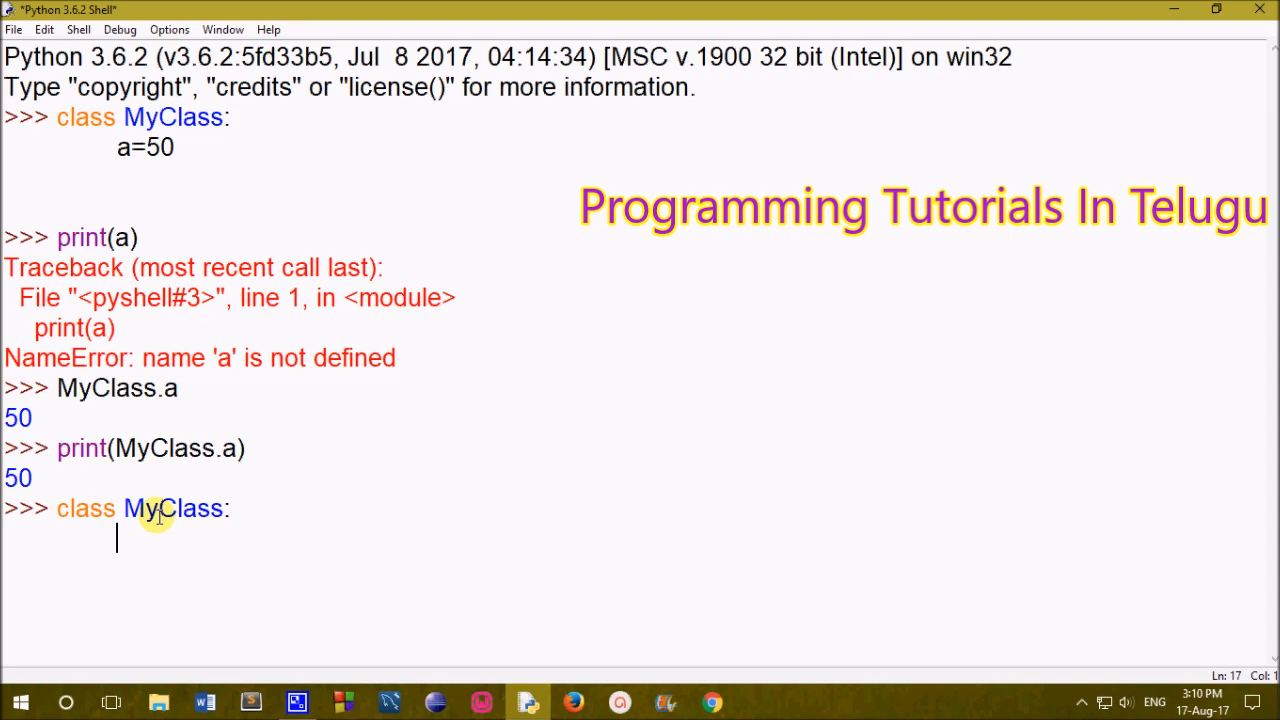 *Python 3.6.2 Shell*
File Edit Shell Debug Options Window Help
Python 3.6.2 (v3.6.2:5fd33b5, Jul  8 2017, 04:14:34) [MSC v.1900 32 bit (Intel)] on win32
Type "copyright", "credits" or "license()" for more information.
>>> class MyClass:
a=50
Programming Tutorials In Telugu
>>> print(a)
Traceback (most recent call last):
File "<pyshell#3>", line 1, in <module>
print(a)
NameError: name 'a' is not defined
>>> MyClass.a
50
>>> print(MyClass.a)
50
>>> class MyClass:
Ln: 17 Col: 1
ENG
3:10 PM
17-Aug-17